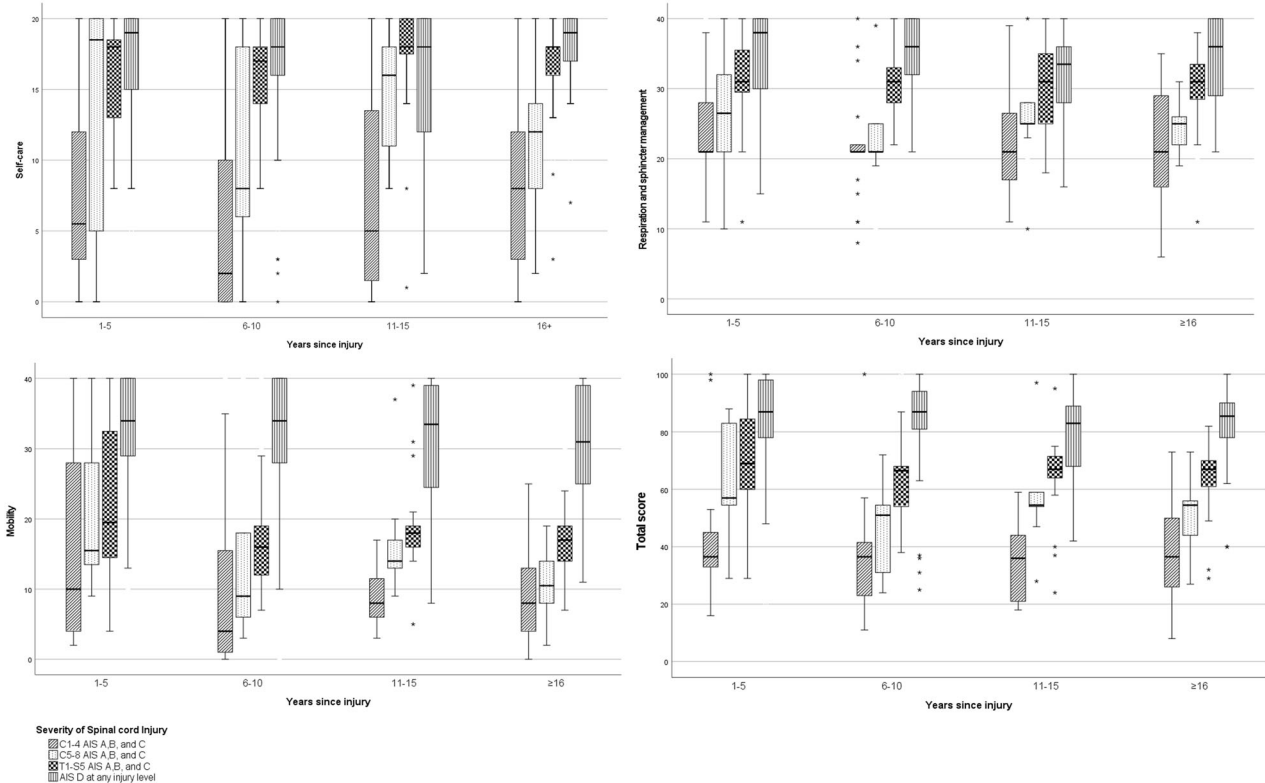 20
15
10
5
0
Self-care
1-5 6-10 11-15 16+
Years since injury
40
30
20
10
0
Respiration and sphincter management
1-5 6-10 11-15 ≥16
Years since injury
40
30
20
10
0
Mobility
1-5 6-10 11-15 ≥16
Years since injury
100
80
60
40
20
0
Total score
1-5 6-10 11-15 ≥16
Years since injury
Severity of Spinal cord Injury
C1-4 AIS A,B, and C
C5-8 AIS A,B, and C
T1-S5 AIS A,B, and C
AIS D at any injury level